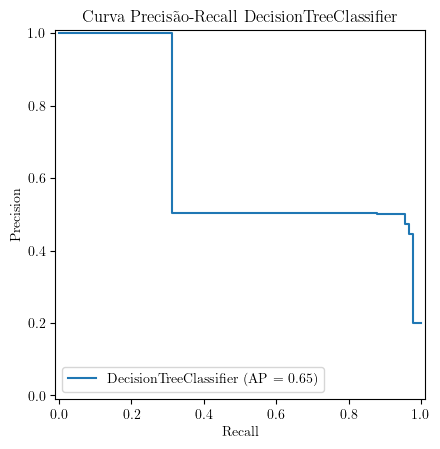 Curva Precisão-Recall DecisionTreeClassifier
1.0
0.8
0.6
0.4
0.2
0.0
Precision
DecisionTreeClassifier (AP = 0.65)
0.0 0.2 0.4 0.6 0.8 1.0
Recall